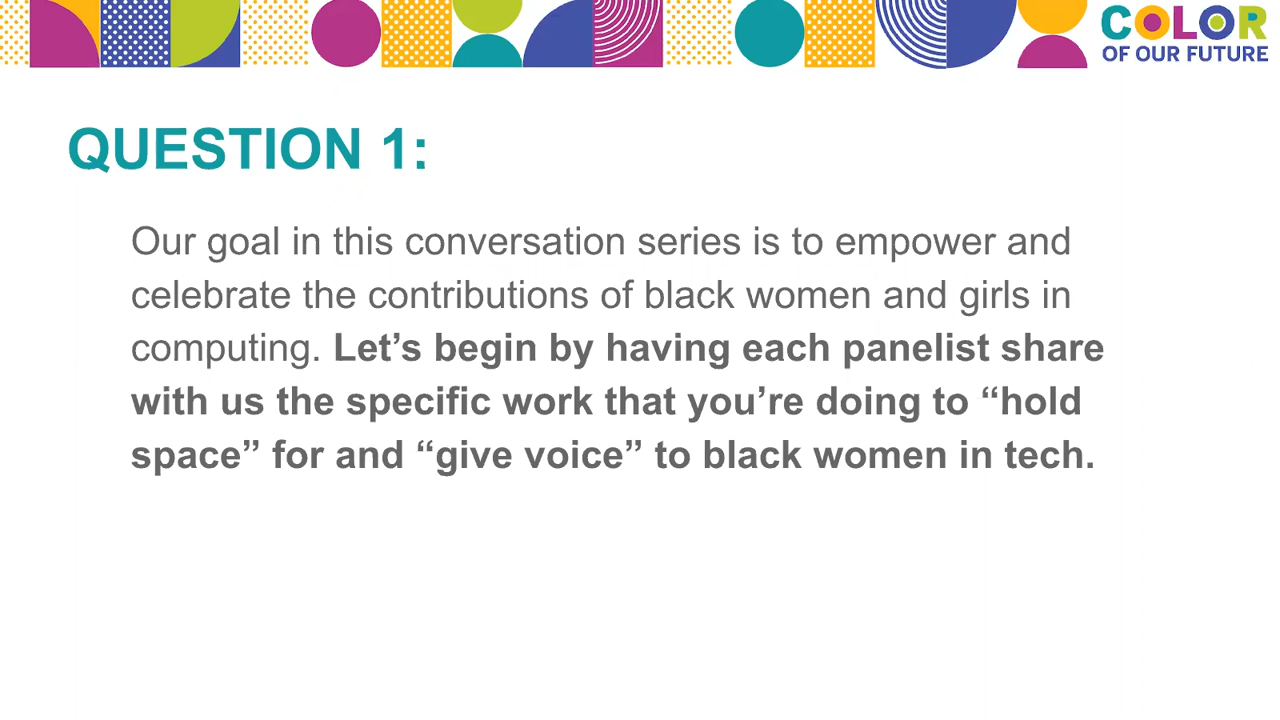 COLOR
OF OUR FUTURE
QUESTION 1:
Our goal in this conversation series is to empower and
celebrate the contributions of black women and girls in
computing. Let’s begin by having each panelist share
with us the specific work that you’re doing to “hold
space” for and “give voice” to black women in tech.